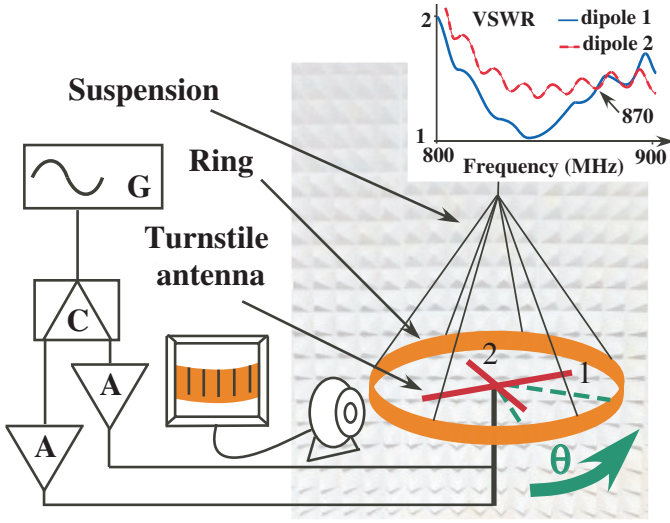 2
VSWR
dipole 1
dipole 2
870
1
800
900
Frequency (MHz)
Suspension
Ring
G
Turnstile
antenna
C
A
A
2
1
θ